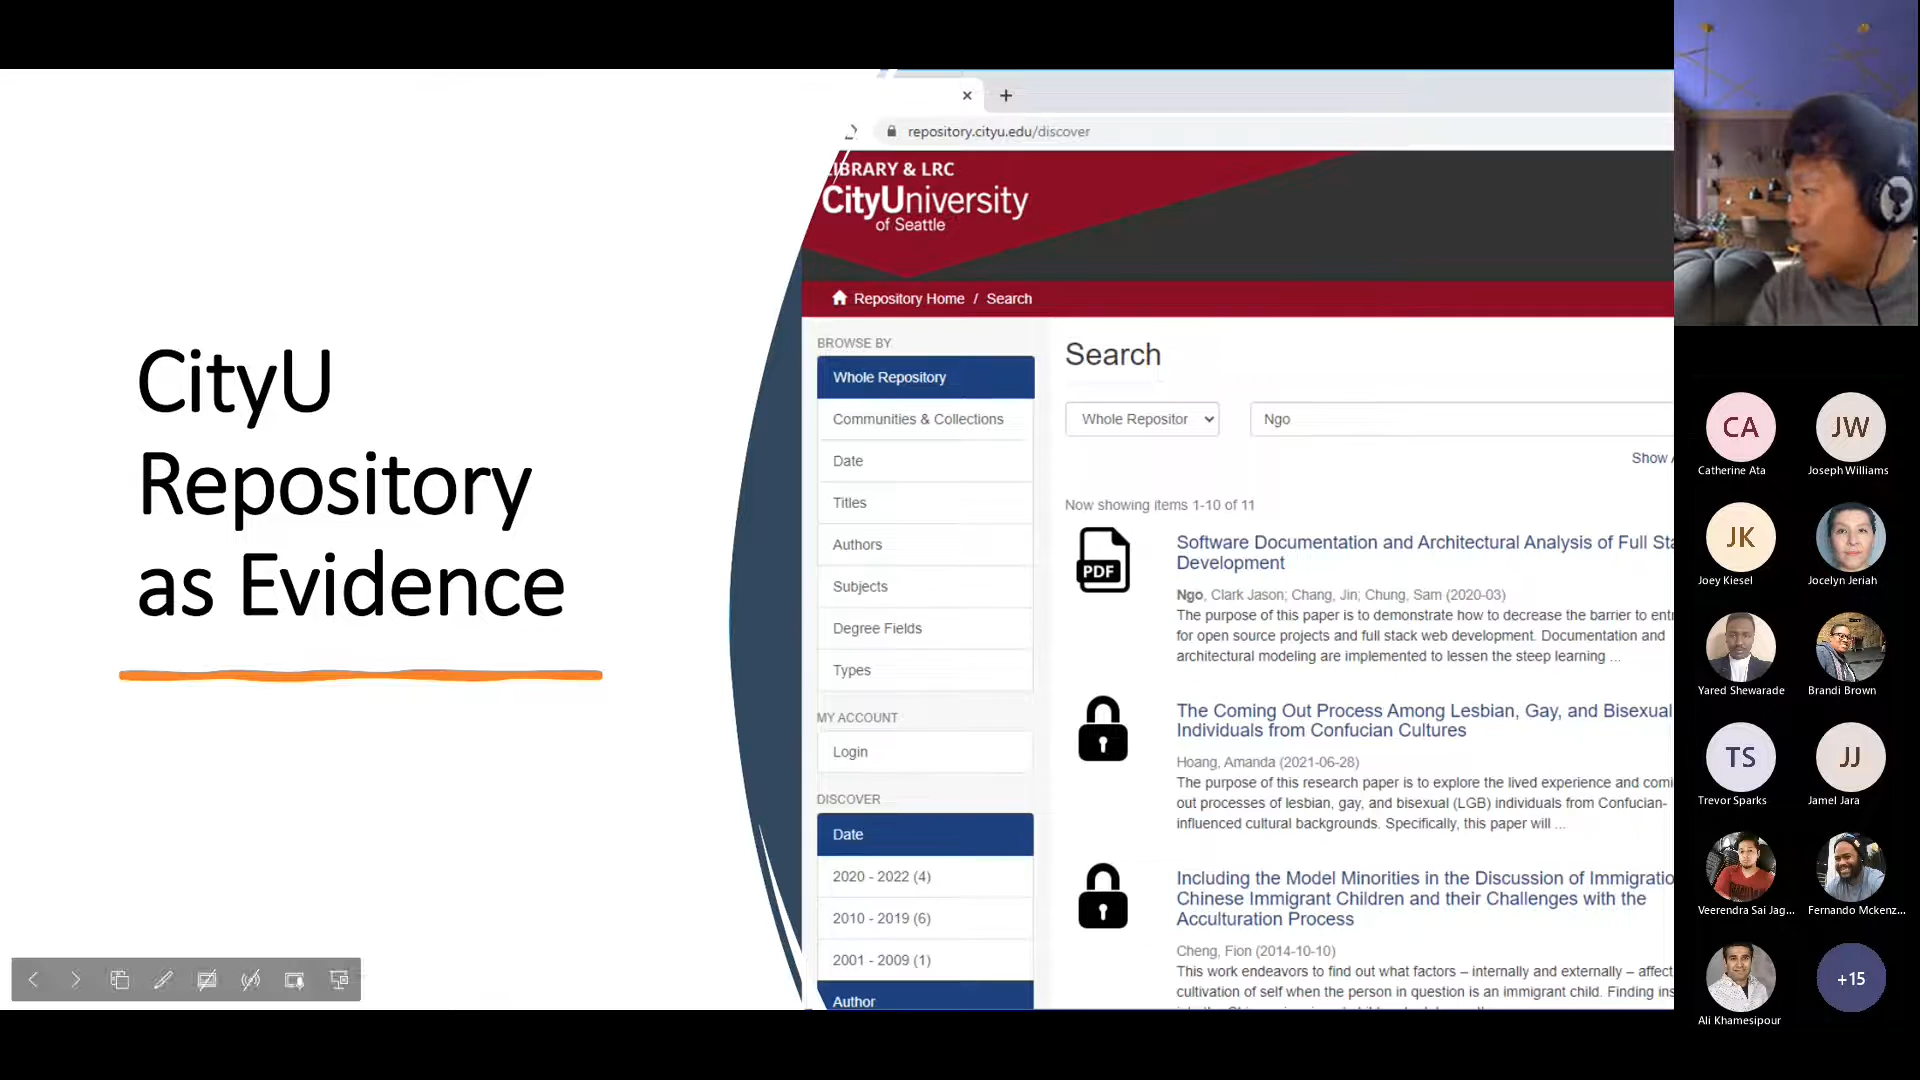 CityU
Repository
as Evidence
repository.cityu.edu/discover
LIBRARY & LRC
CityUniversity
of Seattle
Repository Home / Search
BROWSE BY
Whole Repository
Communities & Collections
Date
Titles
Authors
Subjects
Degree Fields
Types
MY ACCOUNT
Login
DISCOVER
Date
2020 - 2022 (4)
2010 - 2019 (6)
2001 - 2009 (1)
Author
Search
Whole Repositor
Ngo
Show
Now showing items 1-10 of 11
PDF
Software Documentation and Architectural Analysis of Full Sta
Development
Ngo, Clark Jason; Chang, Jin; Chung, Sam (2020-03)
The purpose of this paper is to demonstrate how to decrease the barrier to entr
for open source projects and full stack web development. Documentation and
architectural modeling are implemented to lessen the steep learning ...
The Coming Out Process Among Lesbian, Gay, and Bisexual
Individuals from Confucian Cultures
Hoang, Amanda (2021-06-28)
The purpose of this research paper is to explore the lived experience and comi
out processes of lesbian, gay, and bisexual (LGB) individuals from Confucian-
influenced cultural backgrounds. Specifically, this paper will ...
Including the Model Minorities in the Discussion of Immigratio
Chinese Immigrant Children and their Challenges with the
Acculturation Process
Cheng, Fion (2014-10-10)
This work endeavors to find out what factors – internally and externally – affect
cultivation of self when the person in question is an immigrant child. Finding ins
CA
Catherine Ata
JW
Joseph Williams
JK
Joey Kiesel
Jocelyn Jeriah
Yared Shewarade
Brandi Brown
TS
Trevor Sparks
JJ
Jamel Jara
Veerendra Sai Jag...
Fernando Mckenz...
Ali Khamesipour
+15